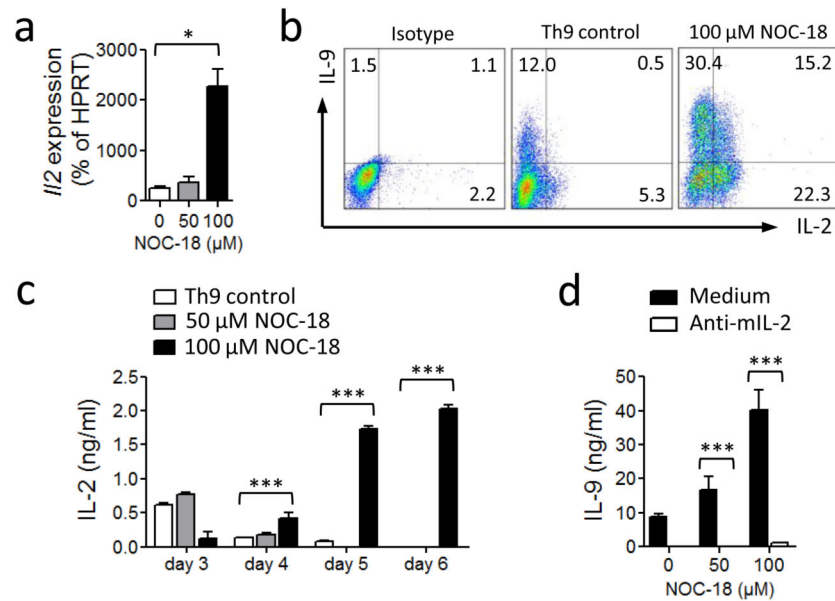 a
Il2 expression
(% of HPRT)
3000
2000
1000
0
*
0 50 100
NOC-18 (µM)
b
Isotype Th9 control 100 µM NOC-18
IL-9
1.5 1.1 12.0 0.5 30.4 15.2
2.2 5.3 22.3
IL-2
c
Th9 control
50 µM NOC-18
100 µM NOC-18
IL-2 (ng/ml)
2.5
2.0
1.5
1.0
0.5
0.0
*** *** ***
day 3 day 4 day 5 day 6
d
Medium
Anti-mIL-2
IL-9 (ng/ml)
50
40
30
20
10
0
*** ***
0 50 100
NOC-18 (µM)